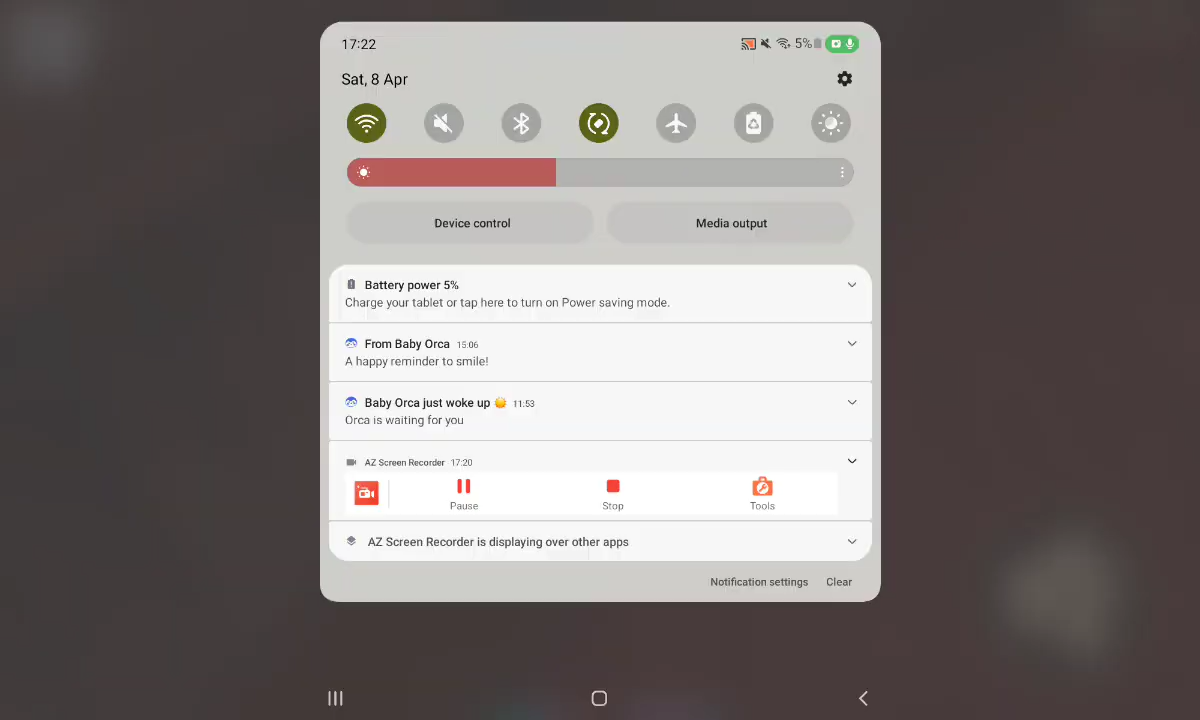 17:22
5%
Sat, 8 Apr
Device control
Media output
Battery power 5%
Charge your tablet or tap here to turn on Power saving mode.
From Baby Orca 15:06
A happy reminder to smile!
Baby Orca just woke up 🌞 11:53
Orca is waiting for you
AZ Screen Recorder 17:20
Pause
Stop
Tools
AZ Screen Recorder is displaying over other apps
Notification settings
Clear